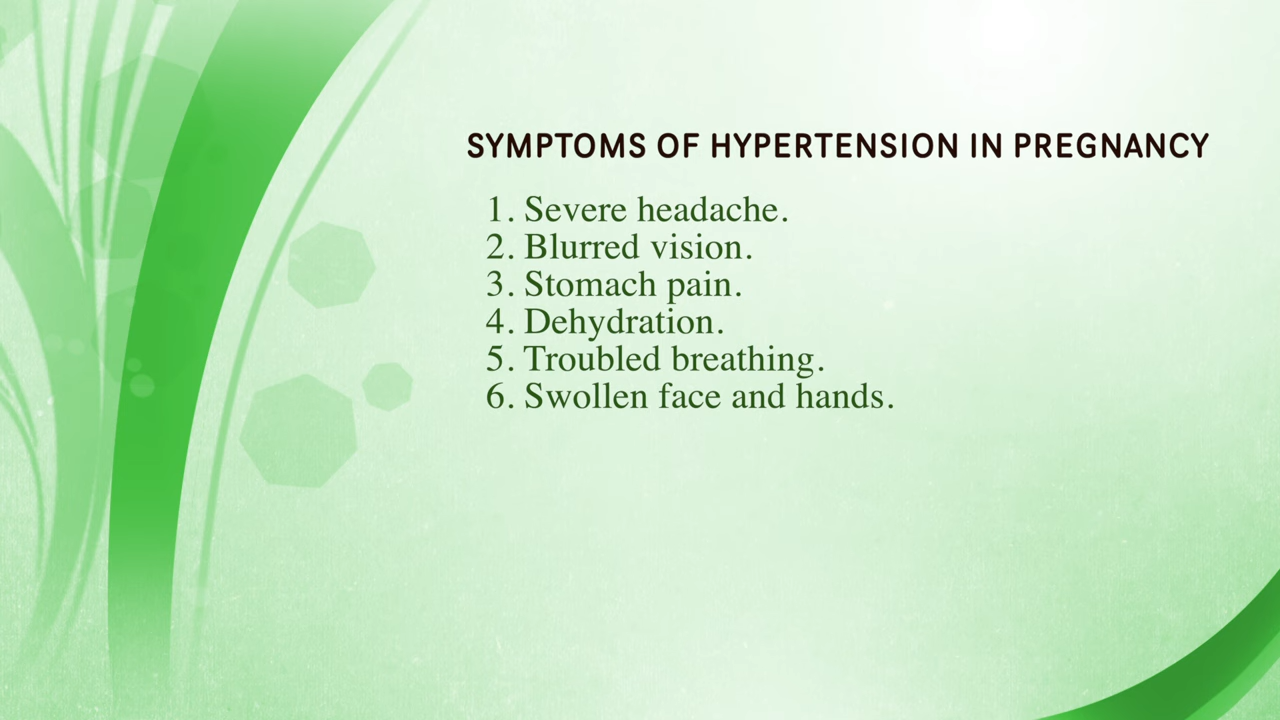 SYMPTOMS OF HYPERTENSION IN PREGNANCY
1. Severe headache.
2. Blurred vision.
3. Stomach pain.
4. Dehydration.
5. Troubled breathing.
6. Swollen face and hands.